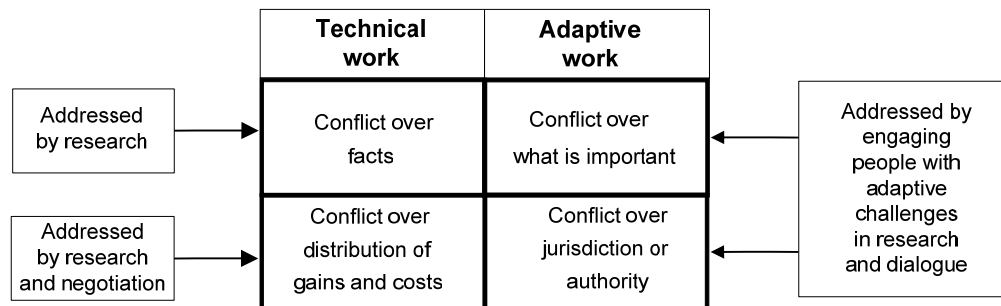 Technical
work
Adaptive
work
Addressed
by research
Conflict over
facts
Conflict over
what is important
Addressed by
engaging
people with
adaptive
challenges
in research
and dialogue
Addressed
by research
and negotiation
Conflict over
distribution of
gains and costs
Conflict over
jurisdiction or
authority